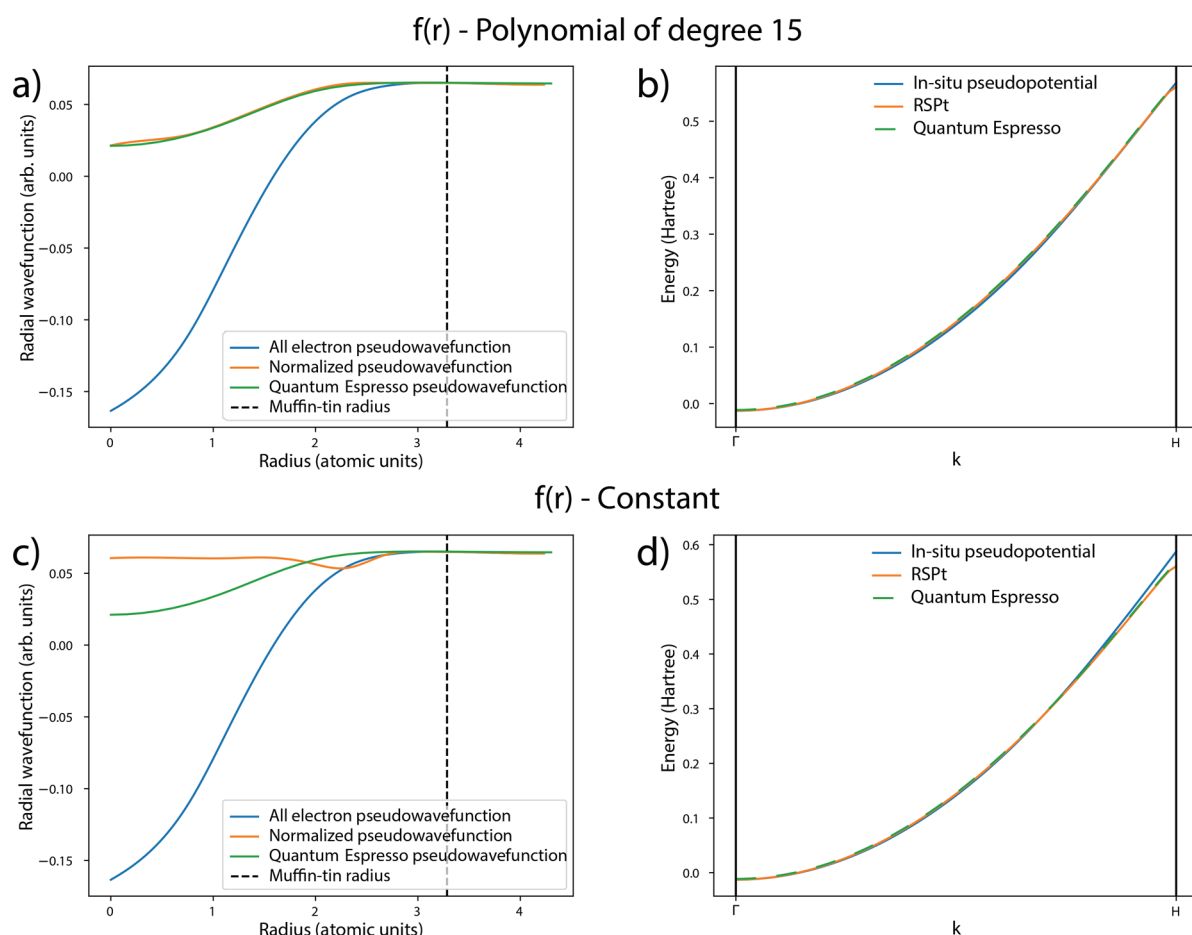 f(r) - Polynomial of degree 15
a)
Radial wavefunction (arb. units)
0.05
0.00
−0.05
−0.10
−0.15
All electron pseudowavefunction
Normalized pseudowavefunction
Quantum Espresso pseudowavefunction
Muffin-tin radius
0 1 2 3 4
Radius (atomic units)
b)
Energy (Hartree)
0.5
0.4
0.3
0.2
0.1
0.0
In-situ pseudopotential
RSPt
Quantum Espresso
Γ H
k
f(r) - Constant
c)
Radial wavefunction (arb. units)
0.05
0.00
−0.05
−0.10
−0.15
All electron pseudowavefunction
Normalized pseudowavefunction
Quantum Espresso pseudowavefunction
Muffin-tin radius
0 1 2 3 4
Radius (atomic units)
d)
Energy (Hartree)
0.6
0.5
0.4
0.3
0.2
0.1
0.0
In-situ pseudopotential
RSPt
Quantum Espresso
Γ H
k